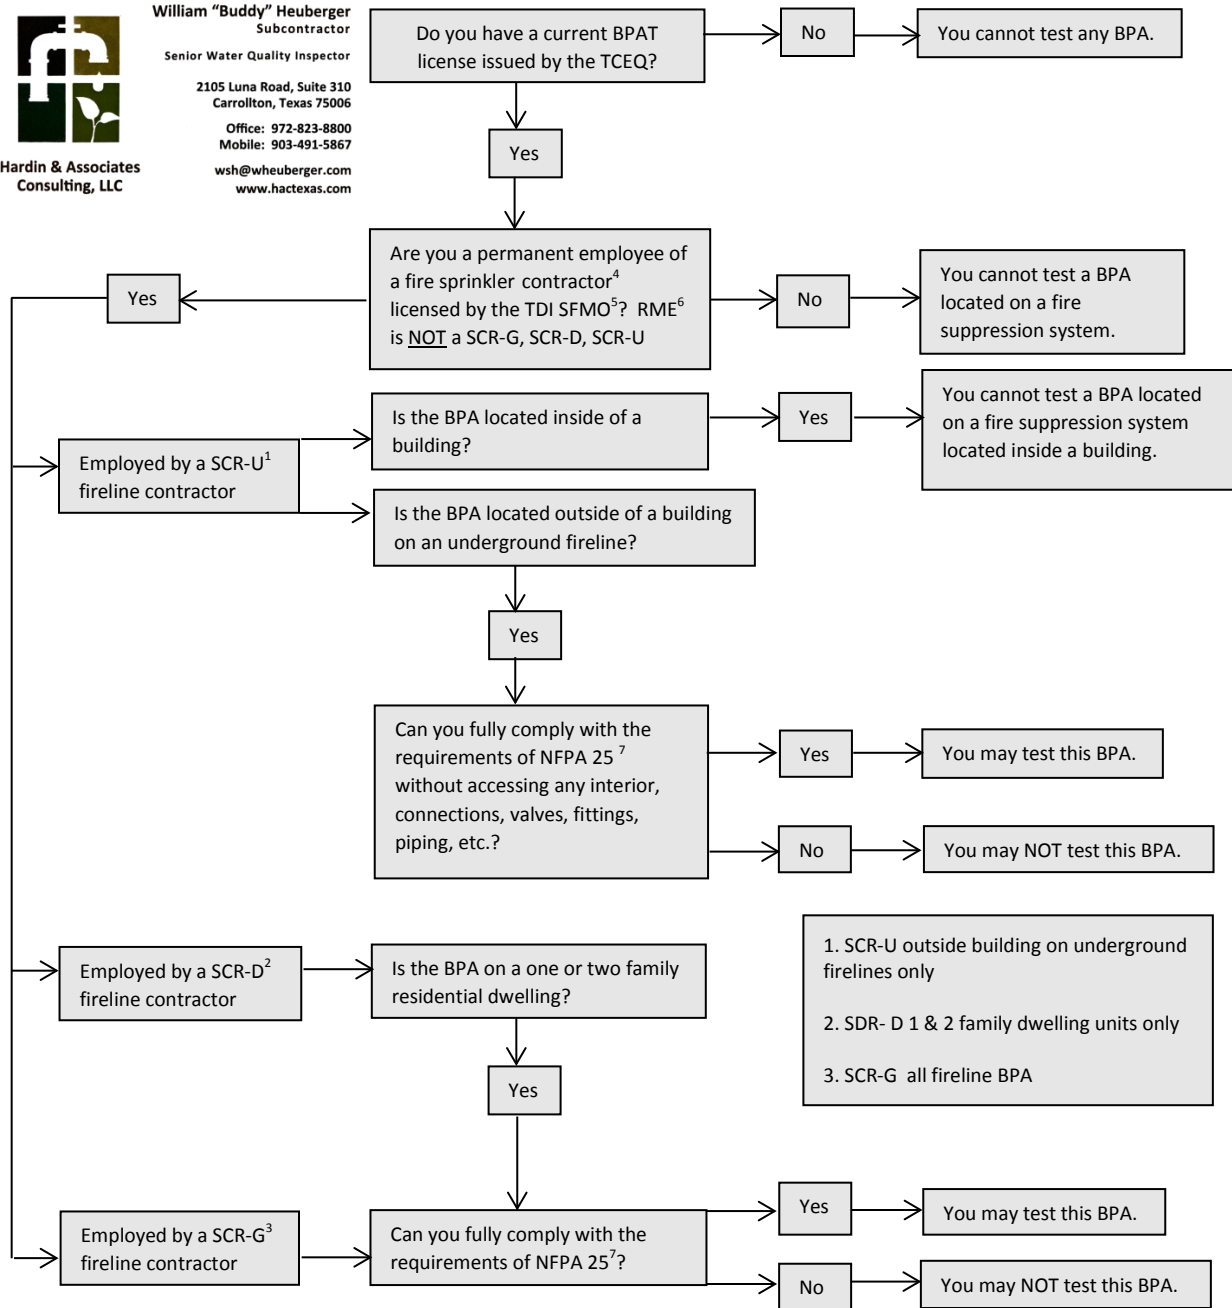 William "Buddy" Heuberger
Subcontractor
Senior Water Quality Inspector
2105 Luna Road, Suite 310
Carrollton, Texas 75006
Office: 972-823-8800
Mobile: 903-491-5867
wsh@wheuberger.com
www.hactexas.com
Hardin & Associates
Consulting, LLC
Do you have a current BPAT
license issued by the TCEQ?
No
You cannot test any BPA.
Yes
Are you a permanent employee of
a fire sprinkler contractor4
licensed by the TDI SFMO5? RME6
is NOT a SCR-G, SCR-D, SCR-U
Yes
No
You cannot test a BPA
located on a fire
suppression system.
Employed by a SCR-U1
fireline contractor
Is the BPA located inside of a
building?
Yes
You cannot test a BPA located
on a fire suppression system
located inside a building.
Is the BPA located outside of a building
on an underground fireline?
Yes
Can you fully comply with the
requirements of NFPA 25 7
without accessing any interior,
connections, valves, fittings,
piping, etc.?
Yes
You may test this BPA.
No
You may NOT test this BPA.
Employed by a SCR-D2
fireline contractor
Is the BPA on a one or two family
residential dwelling?
Yes
1. SCR-U outside building on underground
firelines only
2. SDR- D 1 & 2 family dwelling units only
3. SCR-G all fireline BPA
Employed by a SCR-G3
fireline contractor
Can you fully comply with the
requirements of NFPA 257?
Yes
You may test this BPA.
No
You may NOT test this BPA.